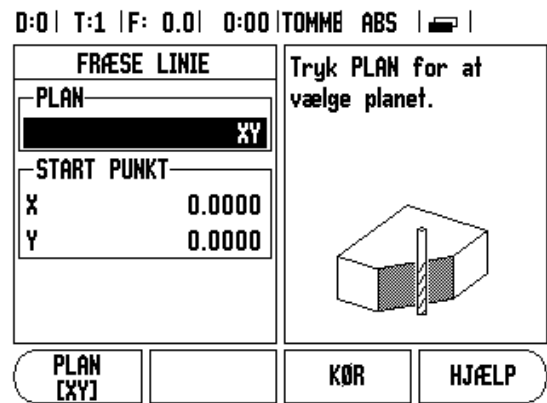 D:0 | T:1 | F: 0.0 | 0:00 | TOMME ABS
FRÆSE LINIE
PLAN
XY
START PUNKT
X 0.0000
Y 0.0000
Tryk PLAN for at
vælge planet.
PLAN
[XY]
KØR
HJÆLP